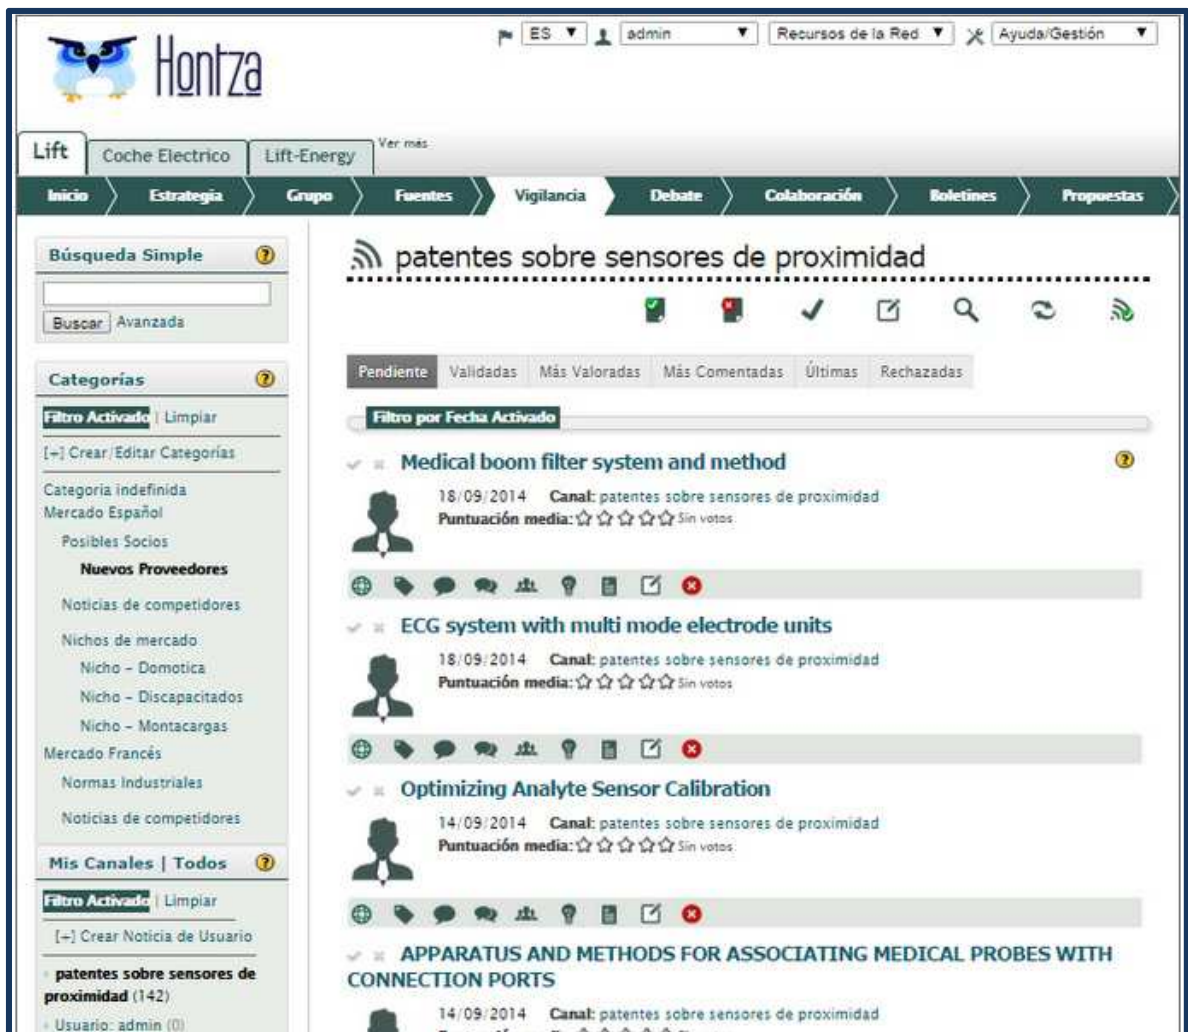 Hontza
ES
admin
Recursos de la Red
Ayuda/Gestión
Lift
Coche Electrico
Lift-Energy
Ver más
Inicio
Estrategia
Grupo
Fuentes
Vigilancia
Debate
Colaboración
Boletines
Propuestas
Búsqueda Simple
Buscar Avanzada
Categorías
Filtro Activado | Limpiar
[+] Crear/Editar Categorías
Categoria indefinida
Mercado Español
Posibles Socios
Nuevos Proveedores
Noticias de competidores
Nichos de mercado
Nicho - Domotica
Nicho - Discapacitados
Nicho - Montacargas
Mercado Francés
Normas Industriales
Noticias de competidores
Mis Canales | Todos
Filtro Activado | Limpiar
[+] Crear Noticia de Usuario
patentes sobre sensores de
proximidad (142)
Usuario: admin (0)
patentes sobre sensores de proximidad
Pendiente Validadas Más Valoradas Más Comentadas Últimas Rechazadas
Filtro por Fecha Activado
Medical boom filter system and method
18/09/2014 Canal: patentes sobre sensores de proximidad
Puntuación media: Sin votos
ECG system with multi mode electrode units
18/09/2014 Canal: patentes sobre sensores de proximidad
Puntuación media: Sin votos
Optimizing Analyte Sensor Calibration
14/09/2014 Canal: patentes sobre sensores de proximidad
Puntuación media: Sin votos
APPARATUS AND METHODS FOR ASSOCIATING MEDICAL PROBES WITH
CONNECTION PORTS
14/09/2014 Canal: patentes sobre sensores de proximidad